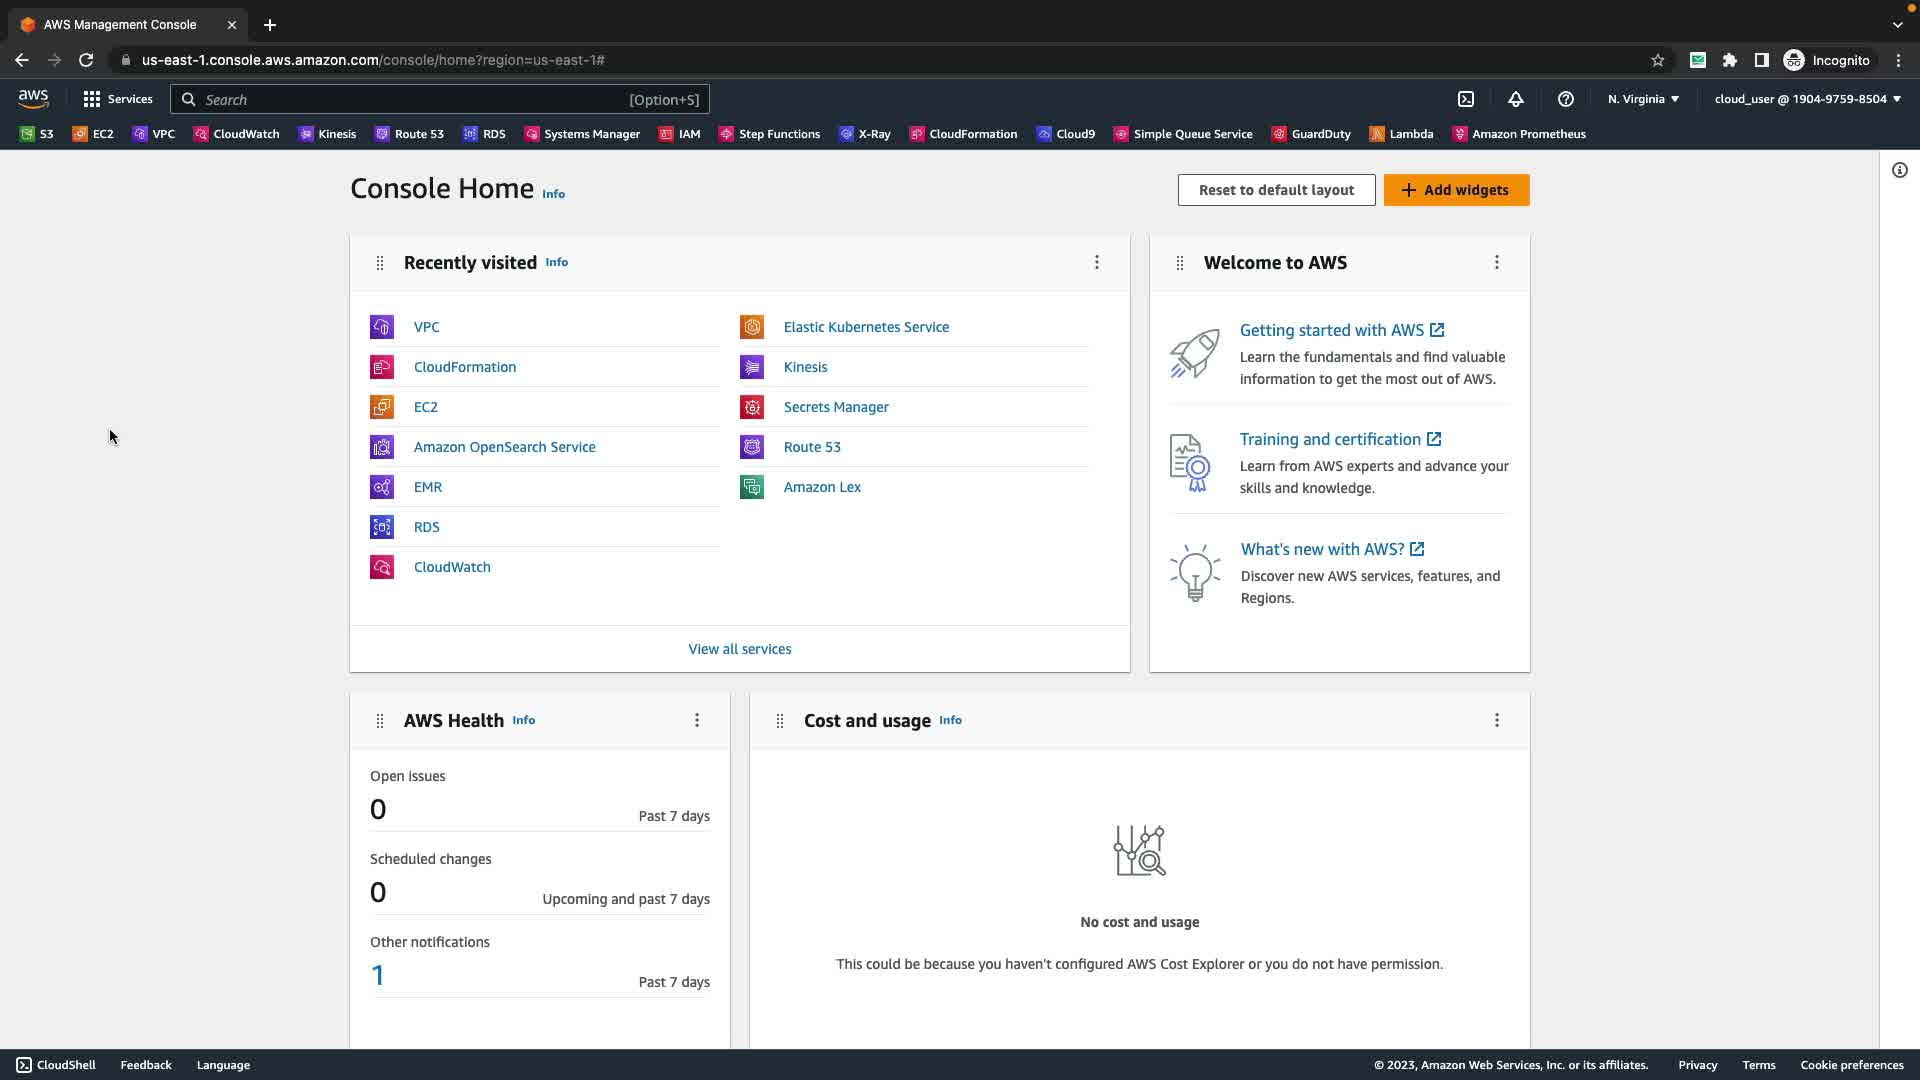 AWS Management Console
us-east-1.console.aws.amazon.com/console/home?region=us-east-1#
Incognito
aws
Services
Search
[Option+S]
N. Virginia
cloud_user @ 1904-9759-8504
S3
EC2
VPC
CloudWatch
Kinesis
Route 53
RDS
Systems Manager
IAM
Step Functions
X-Ray
CloudFormation
Cloud9
Simple Queue Service
GuardDuty
Lambda
Amazon Prometheus
Console Home
Info
Reset to default layout
Add widgets
Recently visited
Info
VPC
CloudFormation
EC2
Amazon OpenSearch Service
EMR
RDS
CloudWatch
Elastic Kubernetes Service
Kinesis
Secrets Manager
Route 53
Amazon Lex
View all services
Welcome to AWS
Getting started with AWS
Learn the fundamentals and find valuable
information to get the most out of AWS.
Training and certification
Learn from AWS experts and advance your
skills and knowledge.
What's new with AWS?
Discover new AWS services, features, and
Regions.
AWS Health
Info
Open issues
0
Past 7 days
Scheduled changes
0
Upcoming and past 7 days
Other notifications
1
Past 7 days
Cost and usage
Info
No cost and usage
This could be because you haven't configured AWS Cost Explorer or you do not have permission.
CloudShell
Feedback
Language
© 2023, Amazon Web Services, Inc. or its affiliates.
Privacy
Terms
Cookie preferences